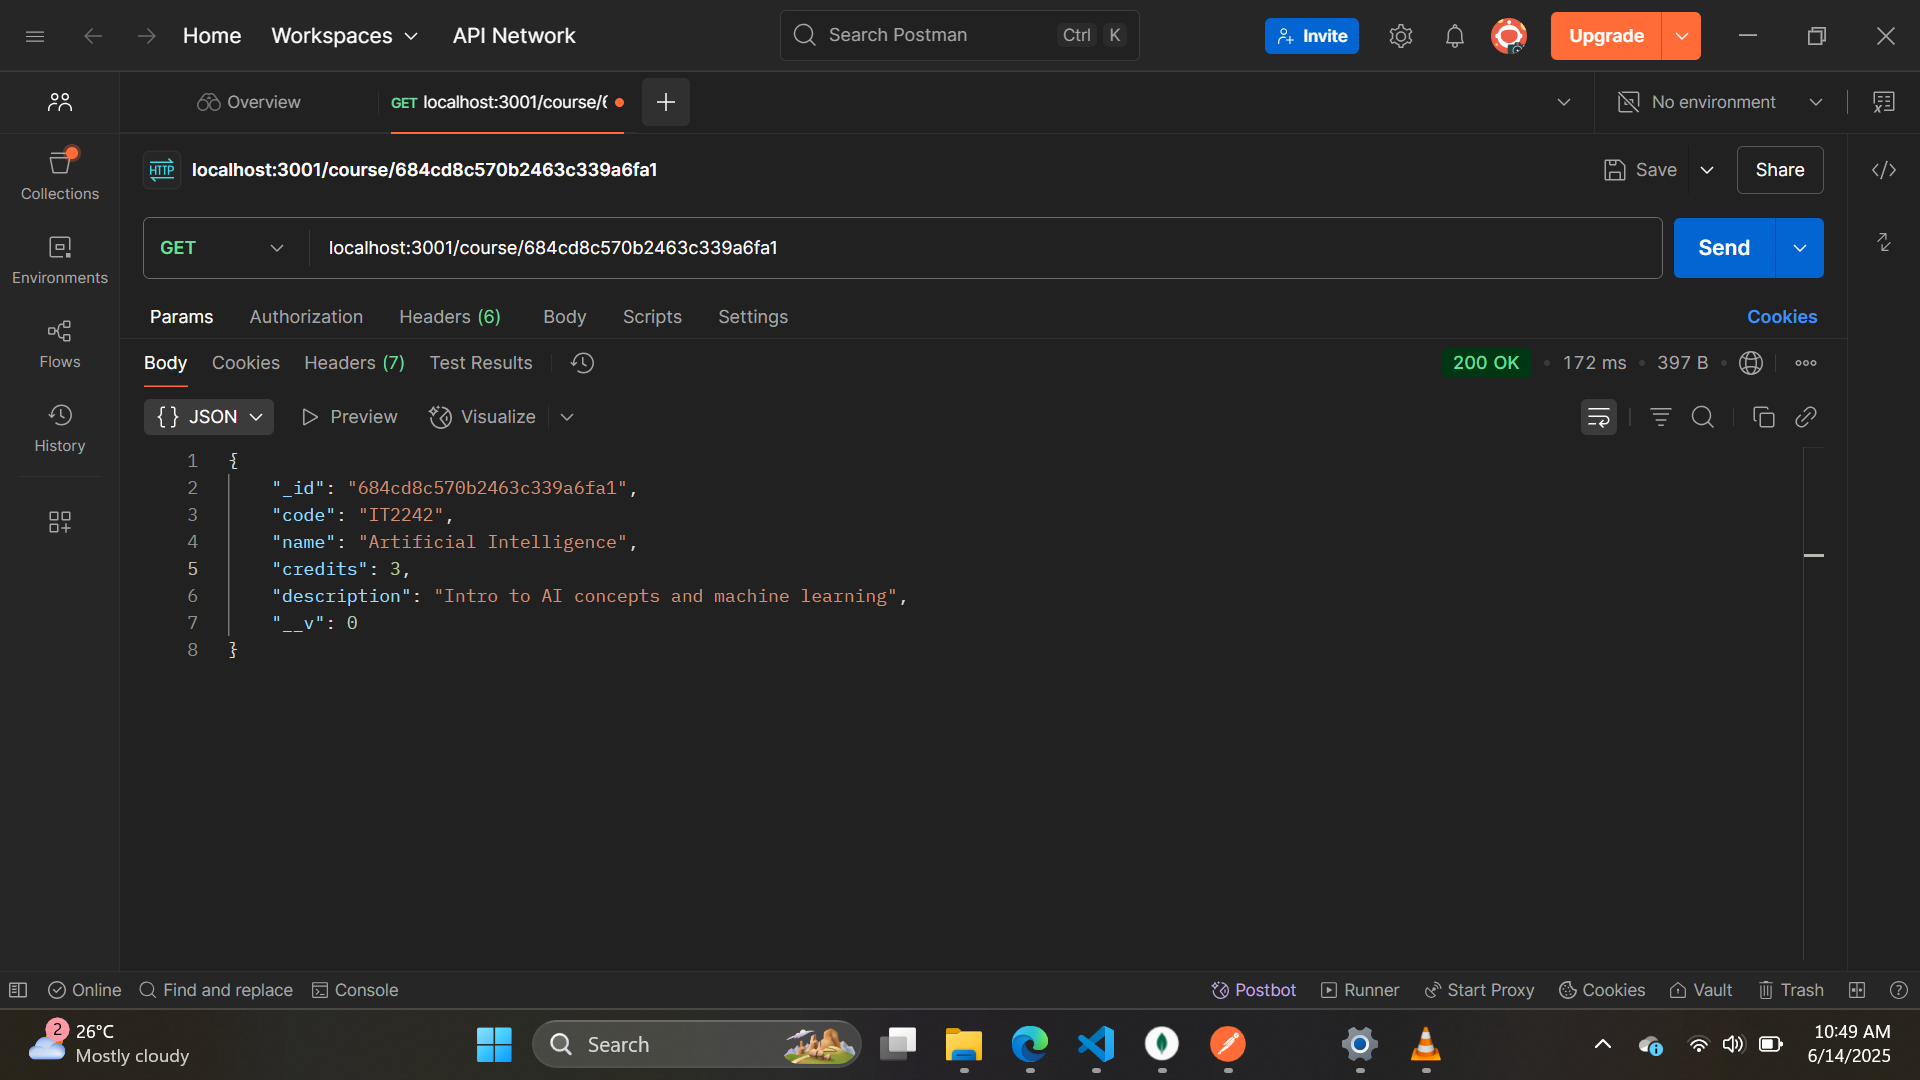 Home Workspaces API Network Search Postman Ctrl K Invite Upgrade
Overview GET localhost:3001/course/6 No environment
HTTP localhost:3001/course/684cd8c570b2463c339a6fa1 Save Share
Collections
GET localhost:3001/course/684cd8c570b2463c339a6fa1 Send
Environments
Params Authorization Headers (6) Body Scripts Settings Cookies
Flows
Body Cookies Headers (7) Test Results 200 OK • 172 ms • 397 B •
{ } JSON Preview Visualize
History
1 {
2 "_id": "684cd8c570b2463c339a6fa1",
3 "code": "IT2242",
4 "name": "Artificial Intelligence",
5 "credits": 3,
6 "description": "Intro to AI concepts and machine learning",
7 "__v": 0
8 }
Online Find and replace Console Postbot Runner Start Proxy Cookies Vault Trash
2 26°C
Mostly cloudy
Search
10:49 AM
6/14/2025